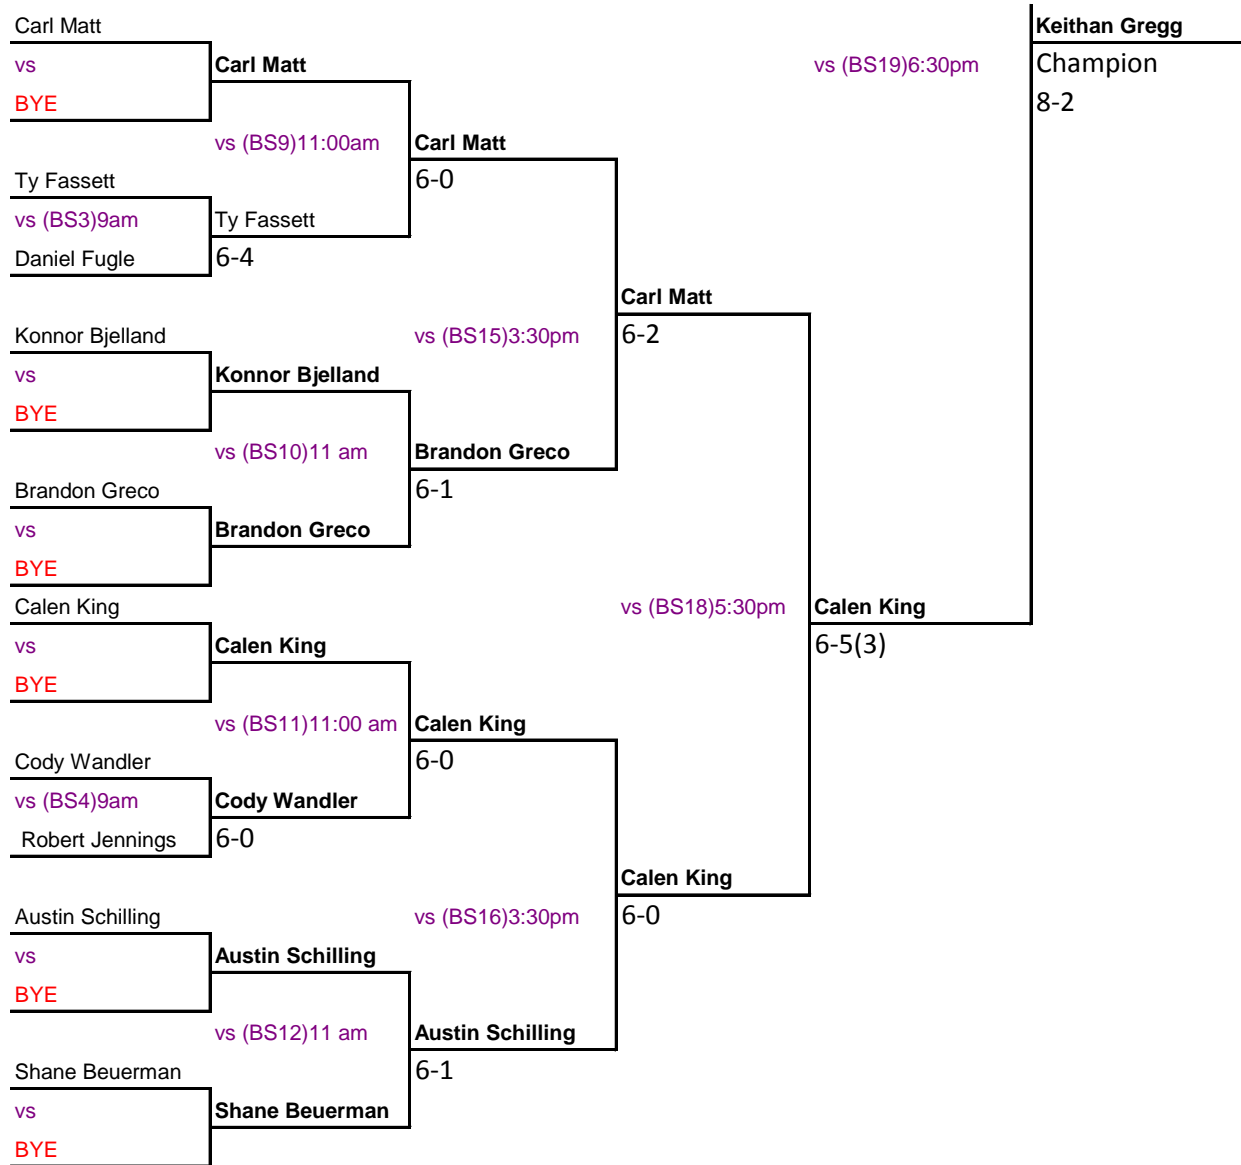 Carl Matt
Keithan Gregg
vs
Carl Matt
vs (BS19)6:30pm
Champion
BYE
8-2
vs (BS9)11:00am
Carl Matt
Ty Fassett
6-0
vs (BS3)9am
Ty Fassett
Daniel Fugle
6-4
Carl Matt
Konnor Bjelland
vs (BS15)3:30pm
6-2
vs
Konnor Bjelland
BYE
vs (BS10)11 am
Brandon Greco
Brandon Greco
6-1
vs
Brandon Greco
BYE
Calen King
vs (BS18)5:30pm
Calen King
vs
Calen King
6-5(3)
BYE
vs (BS11)11:00 am
Calen King
Cody Wandler
6-0
vs (BS4)9am
Cody Wandler
Robert Jennings
6-0
Calen King
Austin Schilling
vs (BS16)3:30pm
6-0
vs
Austin Schilling
BYE
vs (BS12)11 am
Austin Schilling
Shane Beuerman
6-1
vs
Shane Beuerman
BYE